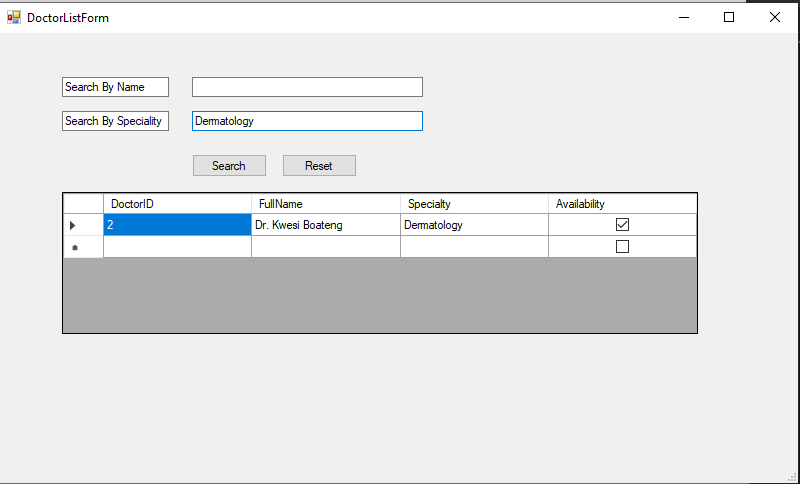 DoctorListForm
Search By Name
Search By Speciality Dermatology
Search Reset
DoctorID FullName Specialty Availability
2 Dr. Kwesi Boateng Dermatology